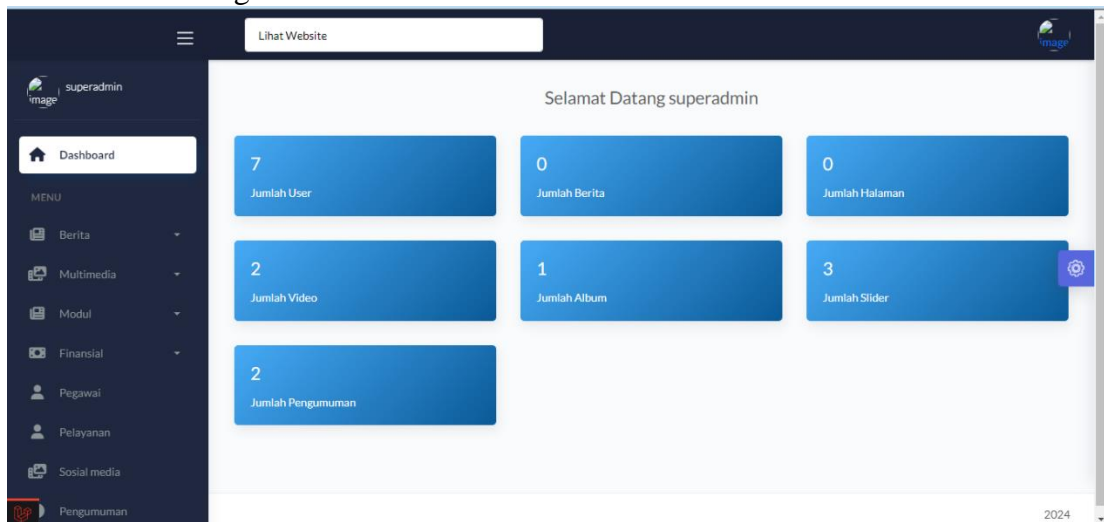 Lihat Website
image
image
superadmin
Selamat Datang superadmin
Dashboard
7
Jumlah User
0
Jumlah Berita
0
Jumlah Halaman
MENU
Berita
Multimedia
2
Jumlah Video
1
Jumlah Album
3
Jumlah Slider
Modul
Finansial
2
Jumlah Pengumuman
Pegawai
Pelayanan
Sosial media
Pengumuman
2024